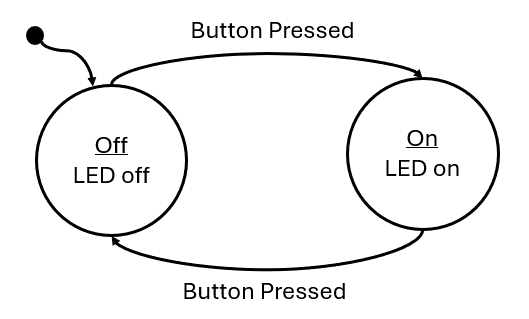 Button Pressed
Off
LED off
On
LED on
Button Pressed